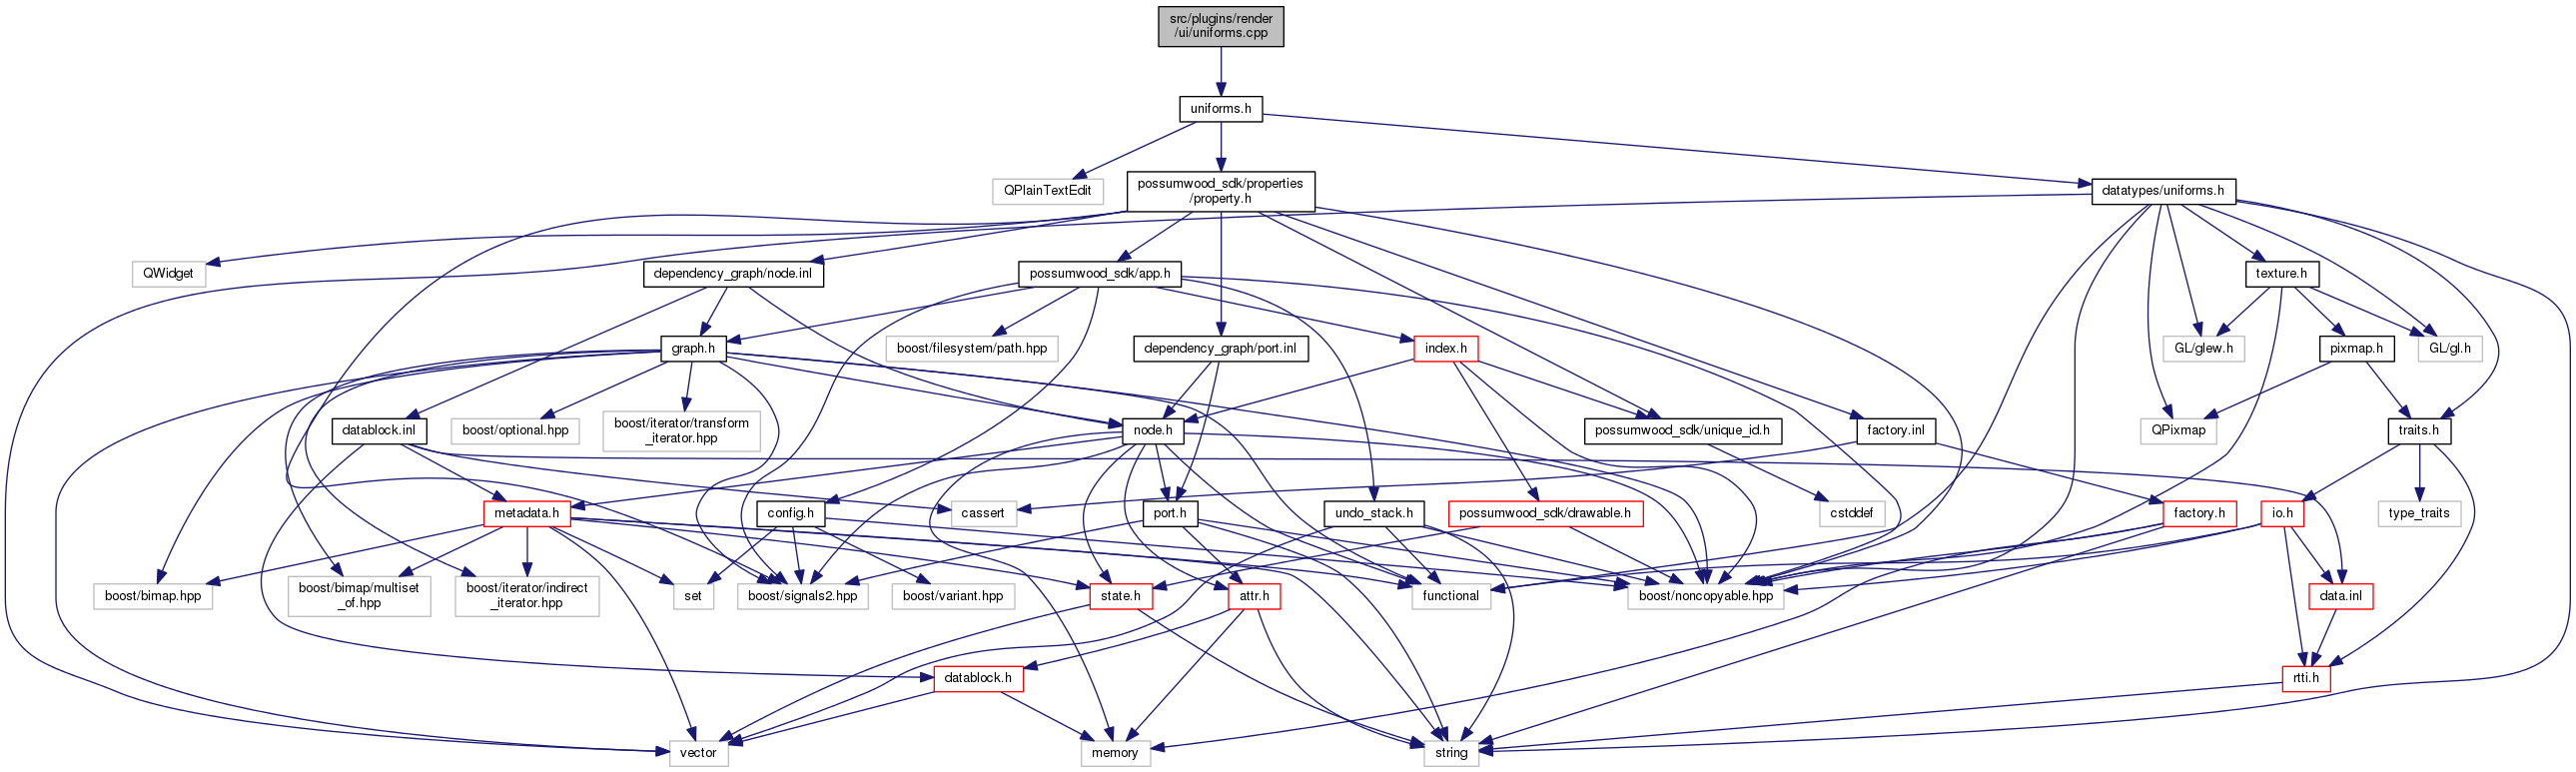 src/plugins/render
/ui/uniforms.cpp
uniforms.h
QPlainTextEdit
possumwood_sdk/properties
/property.h
datatypes/uniforms.h
QWidget
dependency_graph/node.inl
possumwood_sdk/app.h
texture.h
graph.h
boost/filesystem/path.hpp
dependency_graph/port.inl
index.h
GL/glew.h
pixmap.h
GL/gl.h
datablock.inl
boost/optional.hpp
boost/iterator/transform
_iterator.hpp
node.h
possumwood_sdk/unique_id.h
factory.inl
QPixmap
traits.h
metadata.h
config.h
cassert
port.h
undo_stack.h
possumwood_sdk/drawable.h
cstddef
factory.h
io.h
type_traits
boost/bimap.hpp
boost/bimap/multiset
_of.hpp
boost/iterator/indirect
_iterator.hpp
set
boost/signals2.hpp
boost/variant.hpp
state.h
attr.h
functional
boost/noncopyable.hpp
data.inl
datablock.h
rtti.h
vector
memory
string